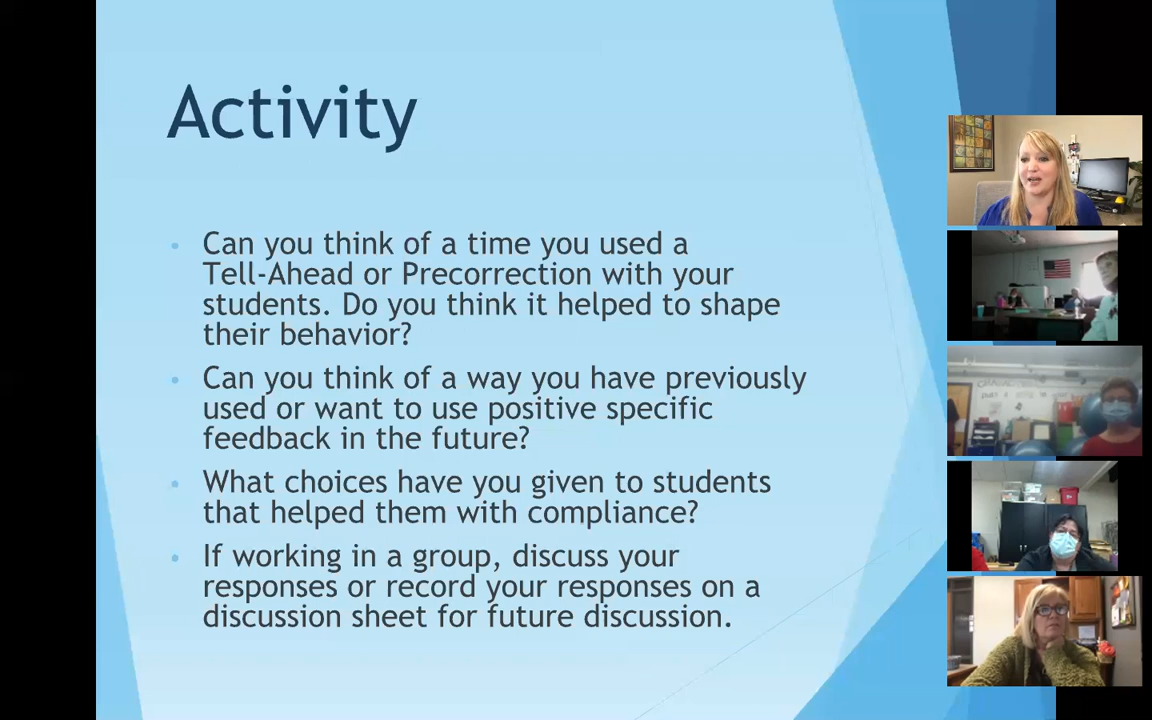 Activity
Can you think of a time you used a
Tell-Ahead or Precorrection with your
students. Do you think it helped to shape
their behavior?
Can you think of a way you have previously
used or want to use positive specific
feedback in the future?
What choices have you given to students
that helped them with compliance?
If working in a group, discuss your
responses or record your responses on a
discussion sheet for future discussion.